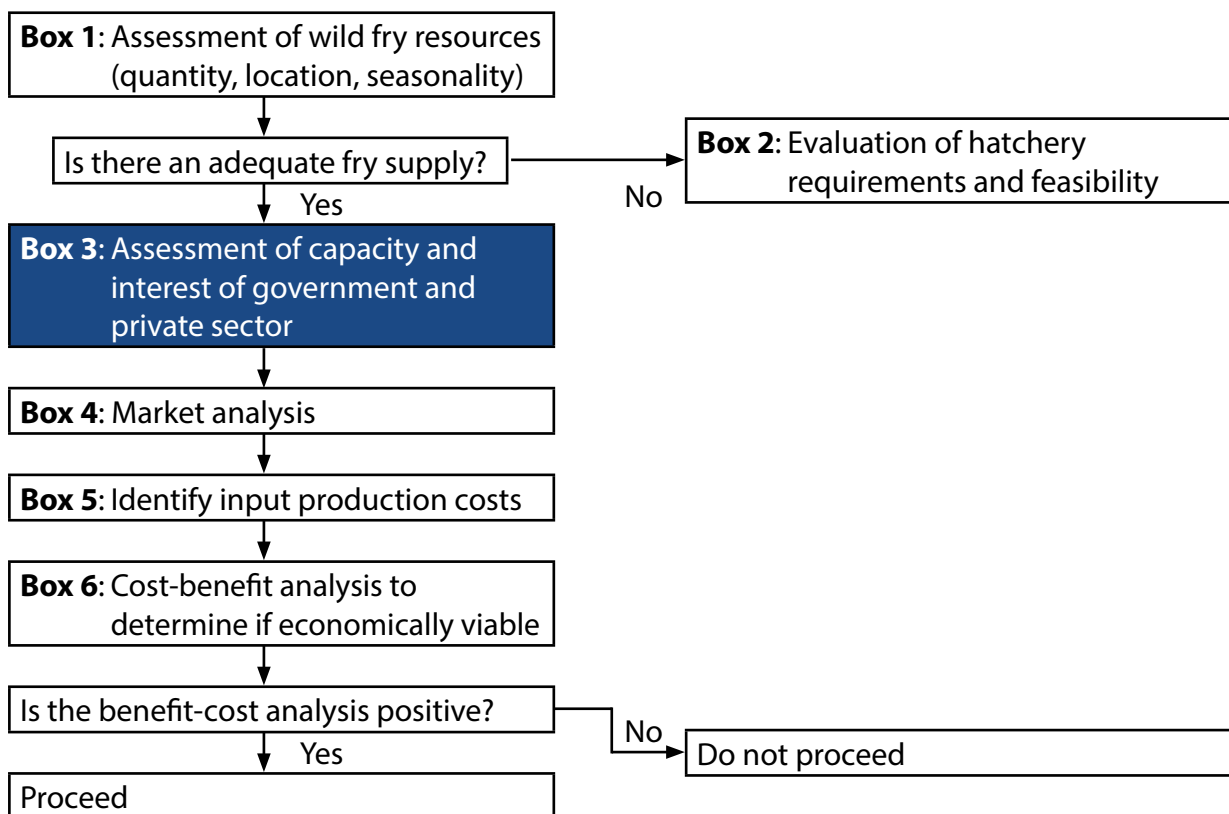 Box 1: Assessment of wild fry resources
(quantity, location, seasonality)
Is there an adequate fry supply?
No
Box 2: Evaluation of hatchery
requirements and feasibility
Yes
Box 3: Assessment of capacity and
interest of government and
private sector
Box 4: Market analysis
Box 5: Identify input production costs
Box 6: Cost-benefit analysis to
determine if economically viable
Is the benefit-cost analysis positive?
No
Do not proceed
Yes
Proceed